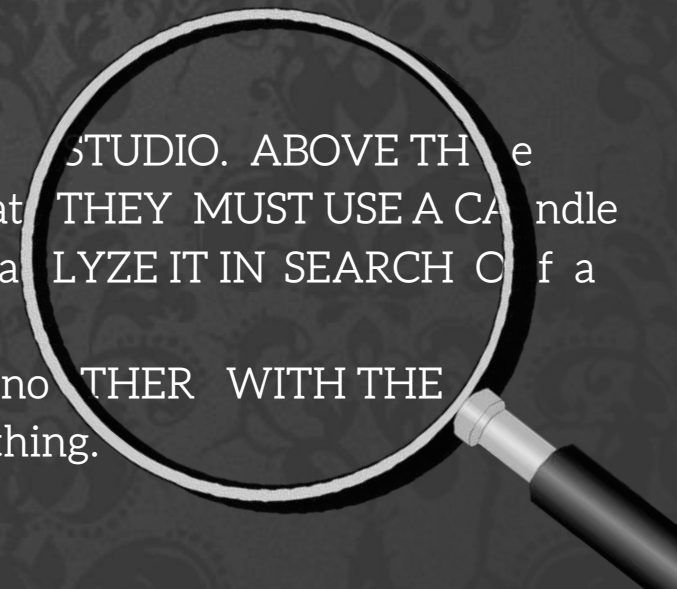 STUDIO. ABOVE TH e
at THEY MUST USE A CA ndle
a LYZE IT IN SEARCH O f a
no THER WITH THE
thing.